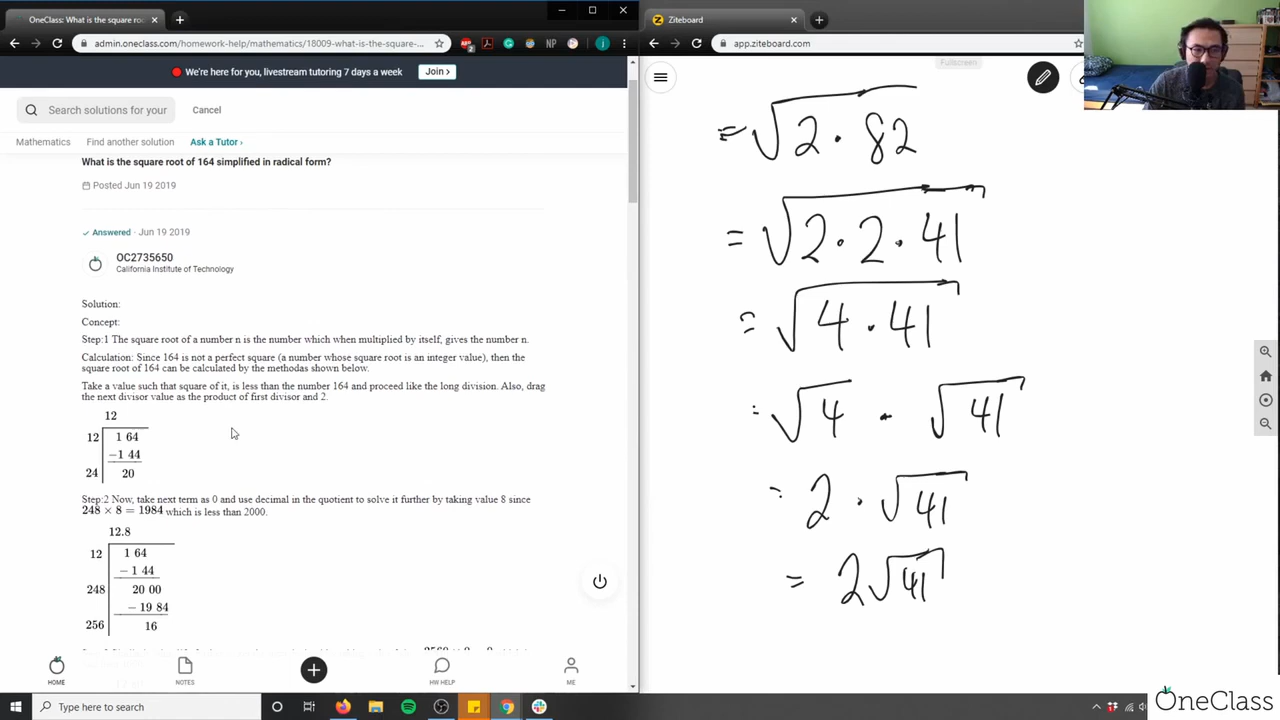 OneClass: What is the square roo
Ziteboard
admin.oneclass.com/homework-help/mathematics/18009-what-is-the-square-...
app.ziteboard.com
NP
j
Fullscreen
We're here for you, livestream tutoring 7 days a week
Join ›
Search solutions for your
Cancel
Mathematics
Find another solution
Ask a Tutor ›
What is the square root of 164 simplified in radical form?
Posted Jun 19 2019
Answered · Jun 19 2019
OC2735650
California Institute of Technology
Solution:
Concept:
Step:1 The square root of a number n is the number which when multiplied by itself, gives the number n.
Calculation: Since 164 is not a perfect square (a number whose square root is an integer value), then the
square root of 164 can be calculated by the methodas shown below.
Take a value such that square of it, is less than the number 164 and proceed like the long division. Also, drag
the next divisor value as the product of first divisor and 2.
12
12 1 64
−1 44
24 20
Step:2 Now, take next term as 0 and use decimal in the quotient to solve it further by taking value 8 since
248 × 8 = 1984 which is less than 2000.
12.8
12 1 64
− 1 44
248 20 00
− 19 84
256 16
HOME
NOTES
HW HELP
ME
= √2 · 82
= √2 · 2 · 41
= √4 · 41
= √4 · √41
= 2 · √41
= 2√41
Type here to search
OneClass